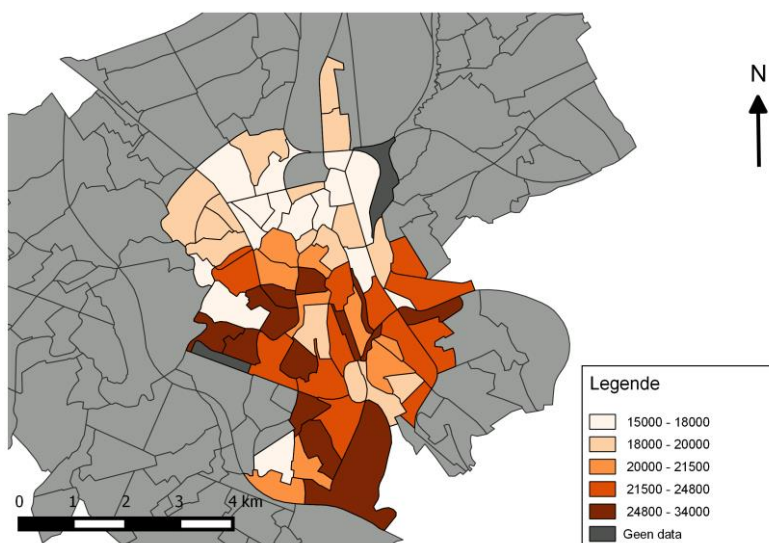 N
Legende
15000 - 18000
18000 - 20000
20000 - 21500
21500 - 24800
24800 - 34000
Geen data
0 1 2 3 4 km